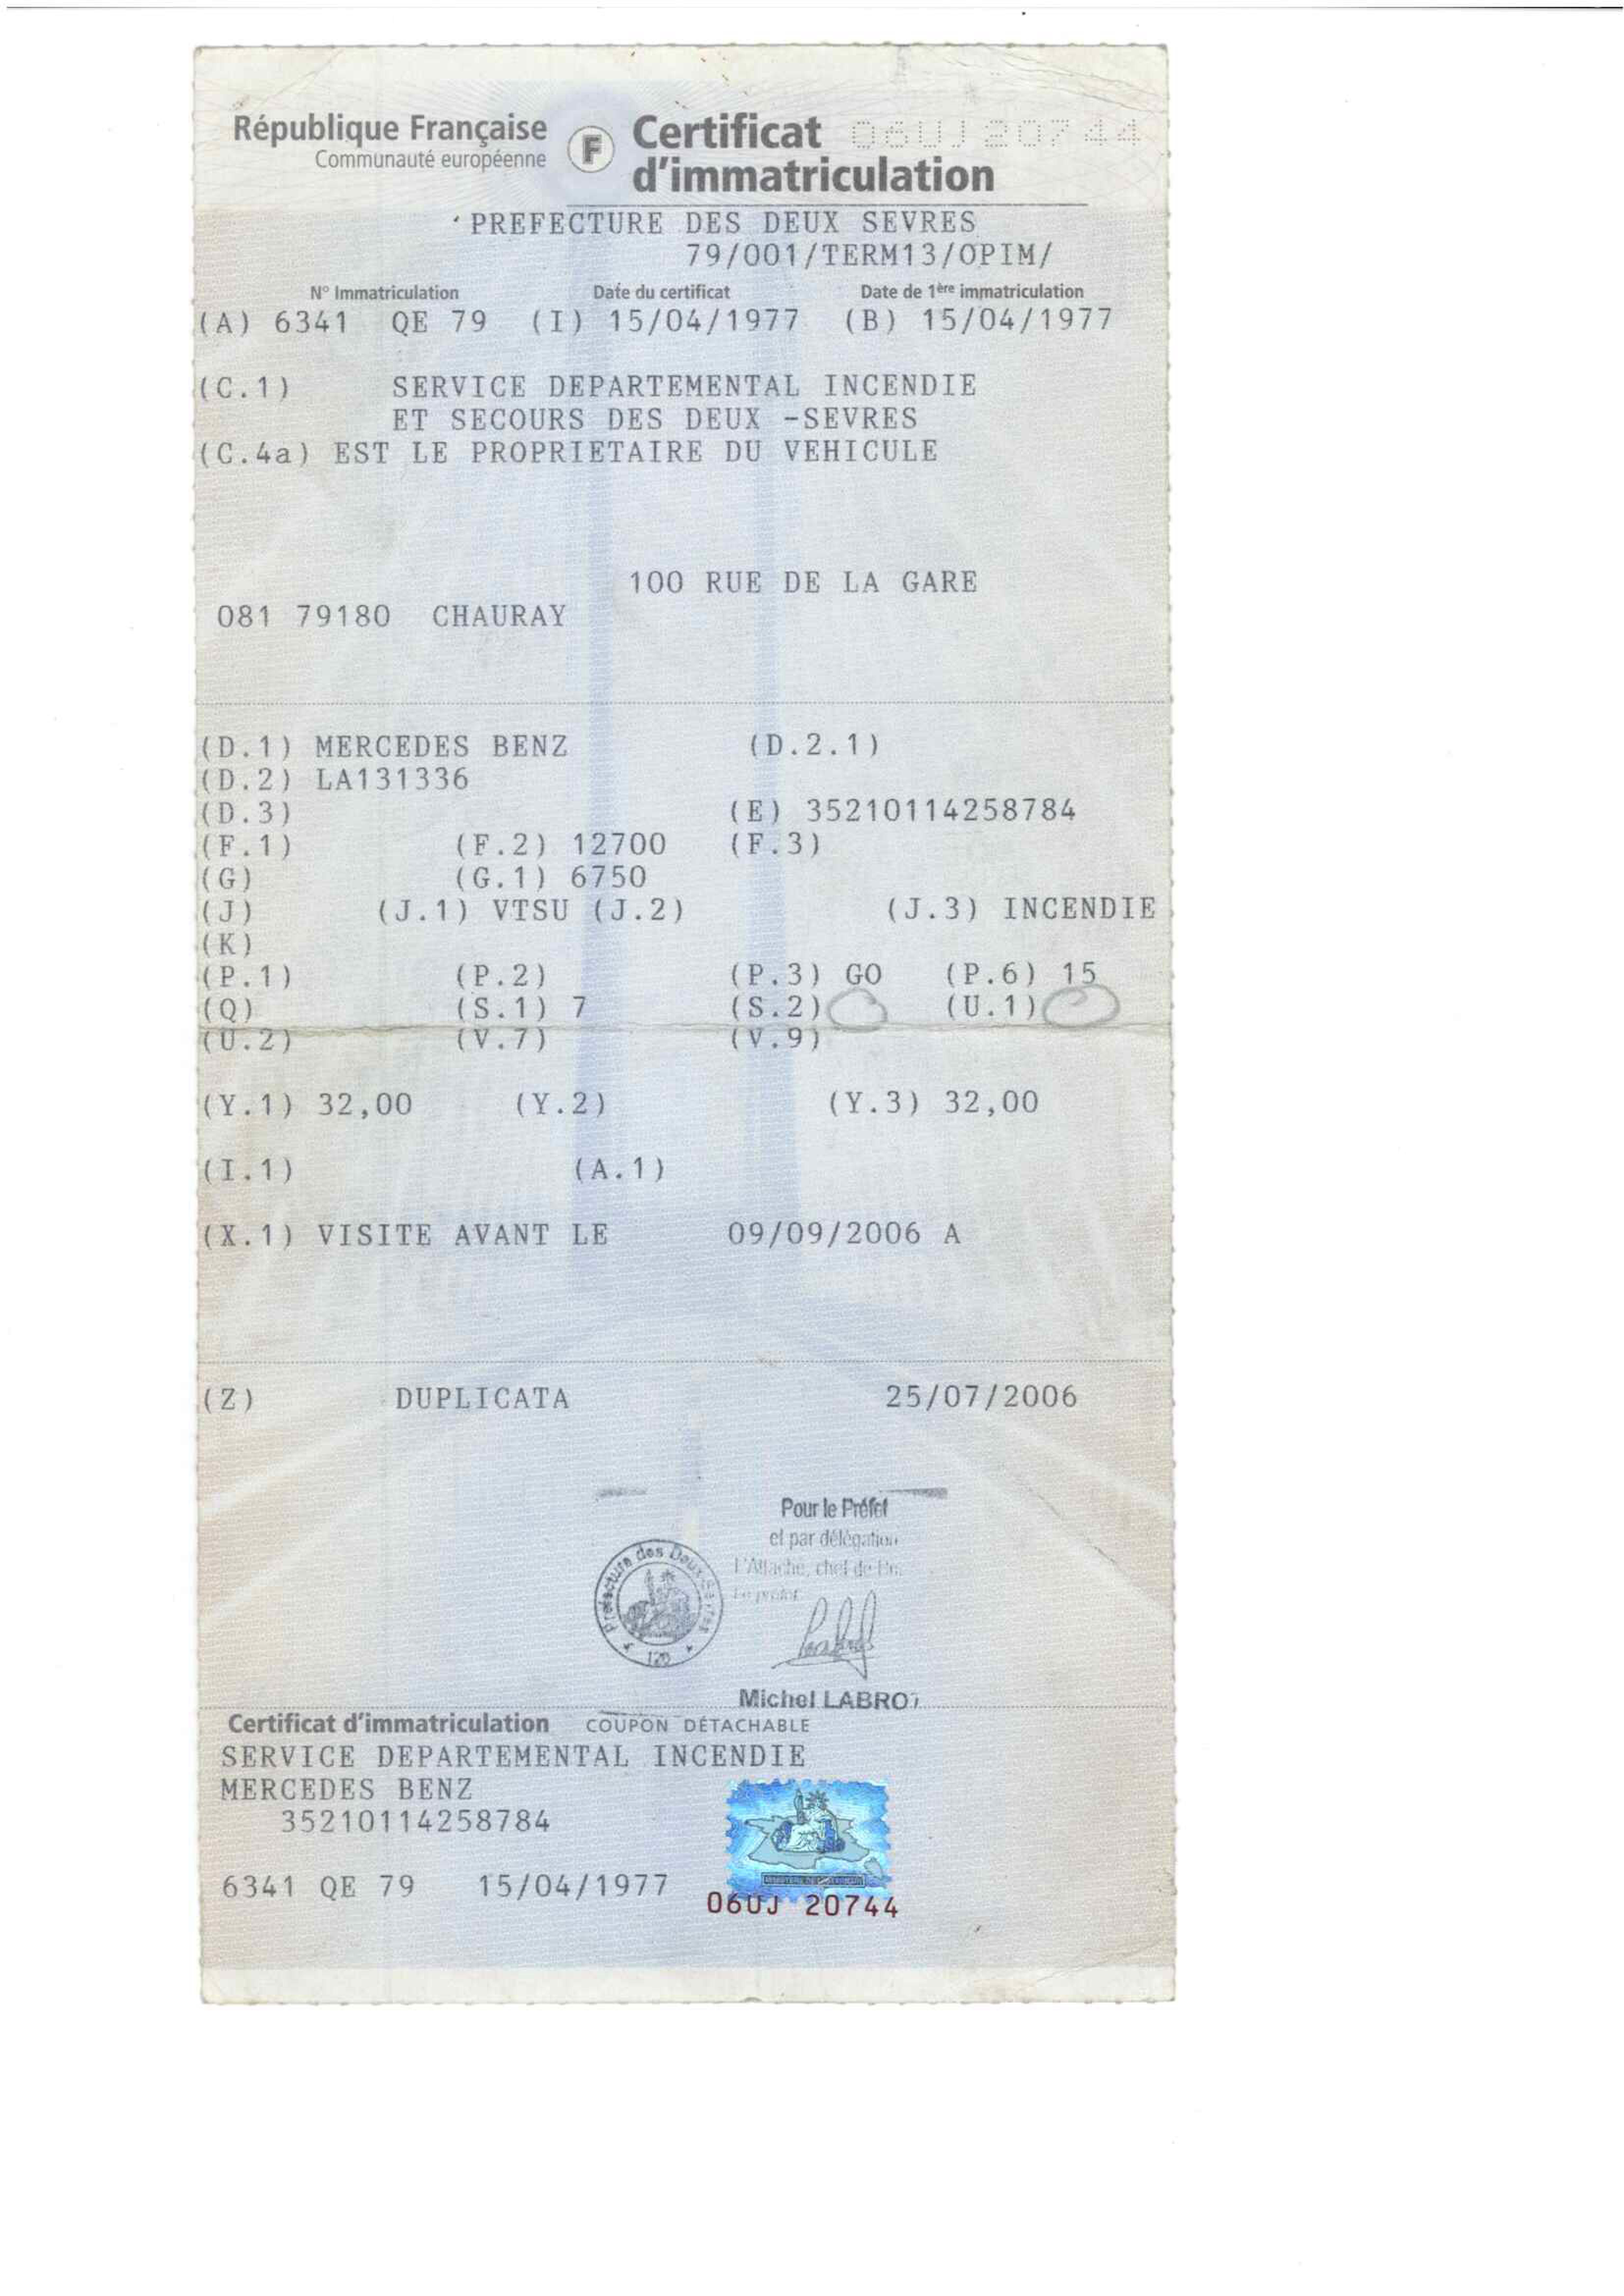 République Française
Communauté européenne
F
Certificat 06UJ20744
d'immatriculation
PREFECTURE DES DEUX SEVRES
79/001/TERM13/OPIM/
N° Immatriculation Date du certificat Date de 1ère immatriculation
(A) 6341 QE 79 (I) 15/04/1977 (B) 15/04/1977
(C.1) SERVICE DEPARTEMENTAL INCENDIE
ET SECOURS DES DEUX -SEVRES
(C.4a) EST LE PROPRIETAIRE DU VEHICULE
100 RUE DE LA GARE
081 79180 CHAURAY
(D.1) MERCEDES BENZ (D.2.1)
(D.2) LA131336
(D.3) (E) 35210114258784
(F.1) (F.2) 12700 (F.3)
(G) (G.1) 6750
(J) (J.1) VTSU (J.2) (J.3) INCENDIE
(K)
(P.1) (P.2) (P.3) GO (P.6) 15
(Q) (S.1) 7 (S.2) (U.1)
(U.2) (V.7) (V.9)
(Y.1) 32,00 (Y.2) (Y.3) 32,00
(I.1) (A.1)
(X.1) VISITE AVANT LE 09/09/2006 A
(Z) DUPLICATA 25/07/2006
Pour le Préfet
et par délégation
L'Attaché, chef de
Préfecture des Deux-Sèvres
Michel LABRO
Certificat d'immatriculation COUPON DÉTACHABLE
SERVICE DEPARTEMENTAL INCENDIE
MERCEDES BENZ
35210114258784
6341 QE 79 15/04/1977
06UJ 20744